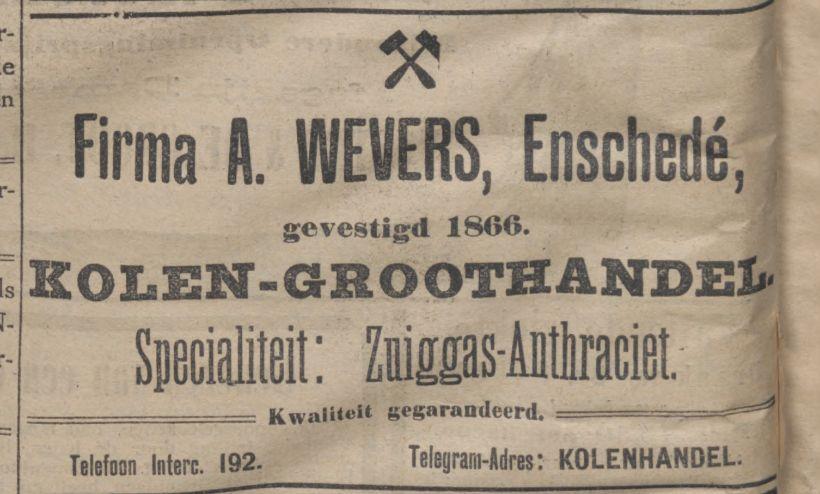 Firma A. WEVERS, Enschedé,
gevestigd 1866.
KOLEN-GROOTHANDEL.
Specialiteit: Zuiggas-Anthraciet.
Kwaliteit gegarandeerd.
Telefoon Interc. 192. Telegram-Adres: KOLENHANDEL.